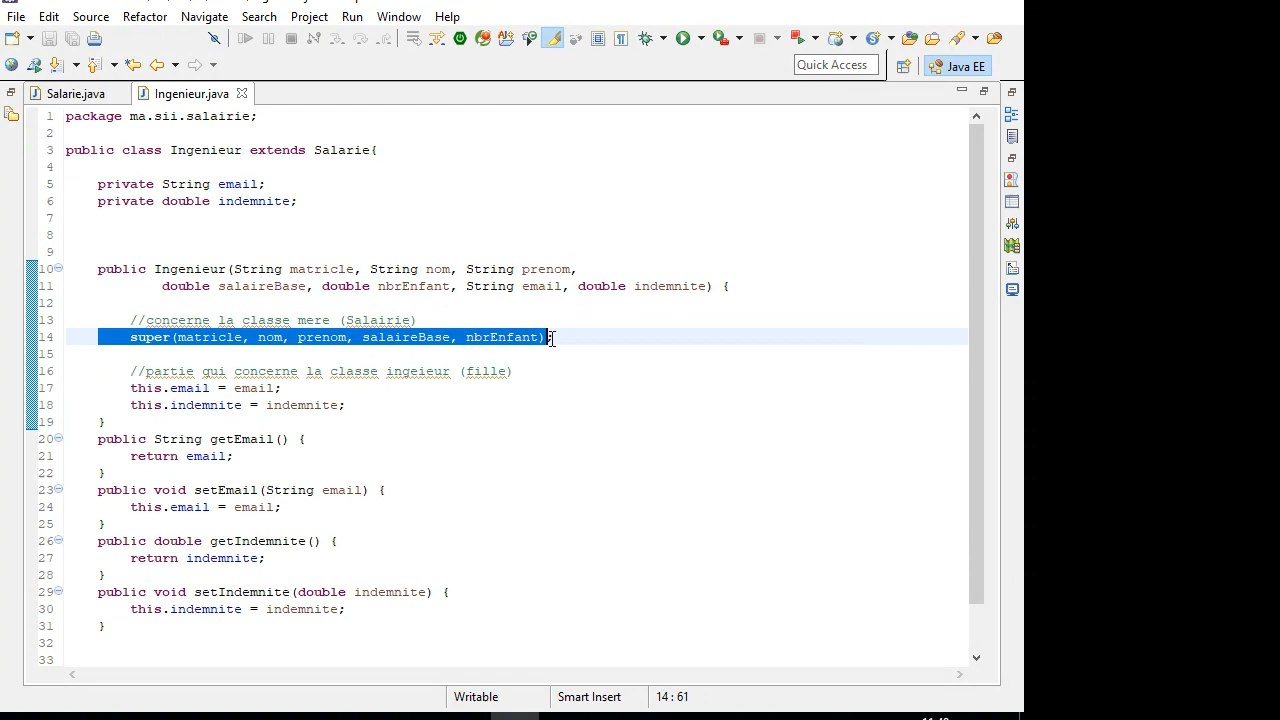 File Edit Source Refactor Navigate Search Project Run Window Help
Quick Access
Java EE
Salarie.java Ingenieur.java
1 package ma.sii.salairie;
2
3 public class Ingenieur extends Salarie{
4
5 private String email;
6 private double indemnite;
7
8
9
10 public Ingenieur(String matricle, String nom, String prenom,
11 double salaireBase, double nbrEnfant, String email, double indemnite) {
12
13 //concerne la classe mere (Salairie)
14 super(matricle, nom, prenom, salaireBase, nbrEnfant);
15
16 //partie qui concerne la classe ingeieur (fille)
17 this.email = email;
18 this.indemnite = indemnite;
19 }
20 public String getEmail() {
21 return email;
22 }
23 public void setEmail(String email) {
24 this.email = email;
25 }
26 public double getIndemnite() {
27 return indemnite;
28 }
29 public void setIndemnite(double indemnite) {
30 this.indemnite = indemnite;
31 }
32
33
Writable Smart Insert 14 : 61